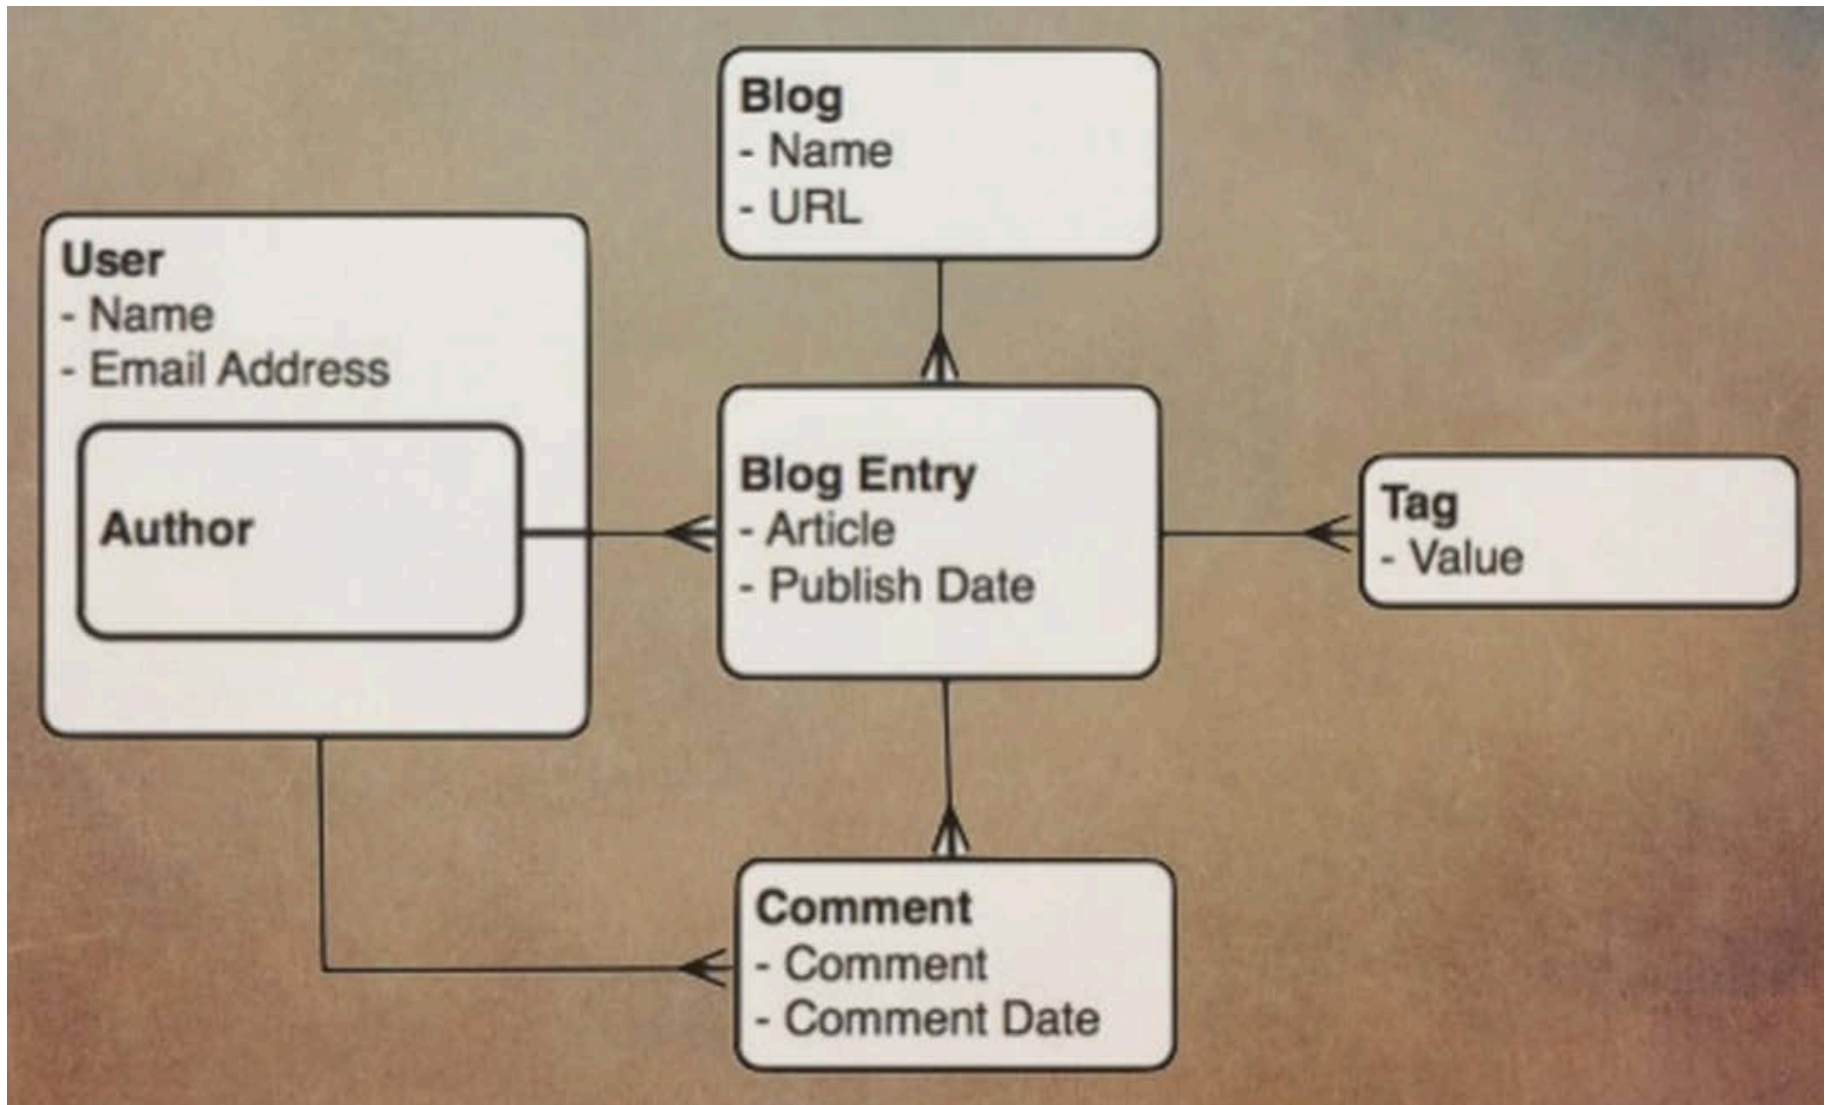 Blog
- Name
- URL
User
- Name
- Email Address
Author
Blog Entry
- Article
- Publish Date
Tag
- Value
Comment
- Comment
- Comment Date